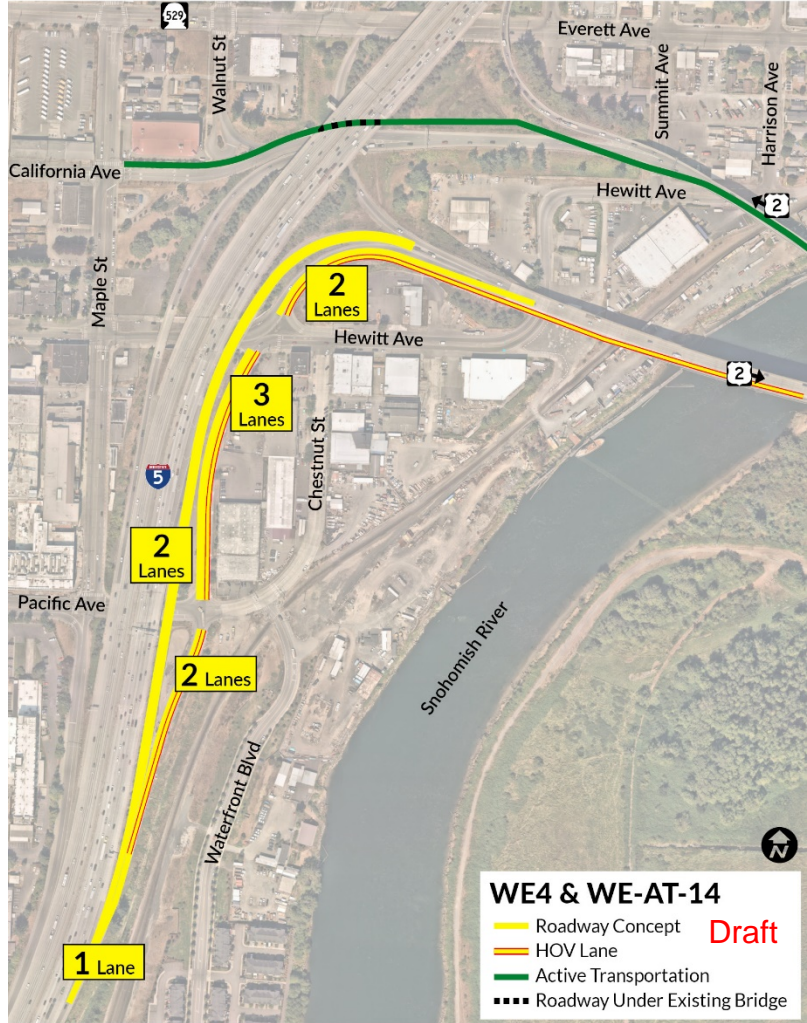 529
Everett Ave
Walnut St
Summit Ave
Harrison Ave
California Ave
Hewitt Ave
2
Maple St
2
Lanes
Hewitt Ave
2
3
Lanes
Chestnut St
INTERSTATE
5
2
Lanes
Pacific Ave
2 Lanes
Snohomish River
Waterfront Blvd
N
1 Lane
WE4 & WE-AT-14
Roadway Concept
Draft
HOV Lane
Active Transportation
Roadway Under Existing Bridge